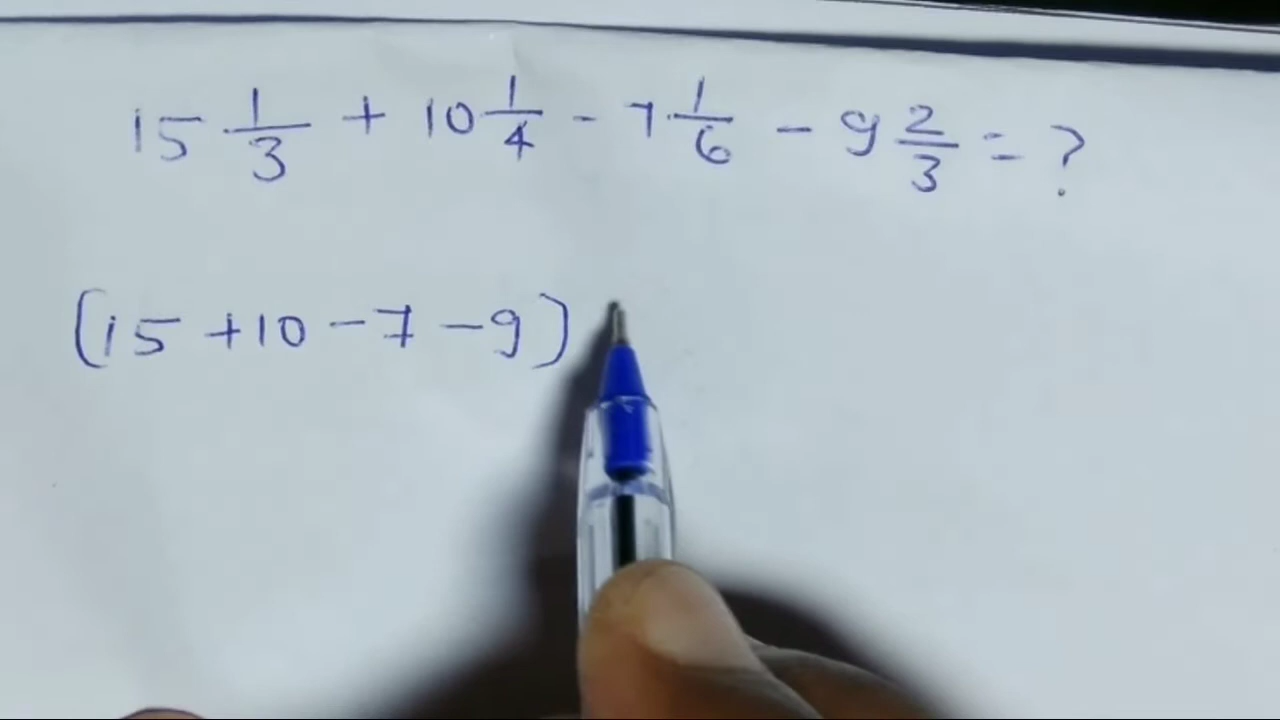 15 1/3 + 10 1/4 - 7 1/6 - 9 2/3 = ?
(15 + 10 - 7 - 9)